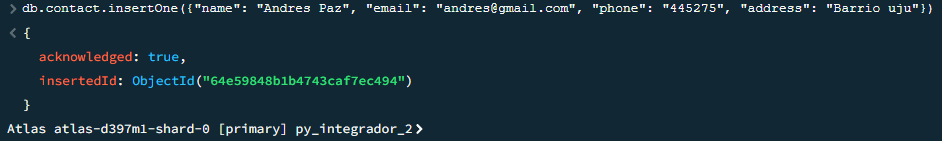 > db.contact.insertOne({"name": "Andres Paz", "email": "andres@gmail.com", "phone": "445275", "address": "Barrio uju"})
< {
acknowledged: true,
insertedId: ObjectId("64e59848b1b4743caf7ec494")
}
Atlas atlas-d397m1-shard-0 [primary] py_integrador_2>